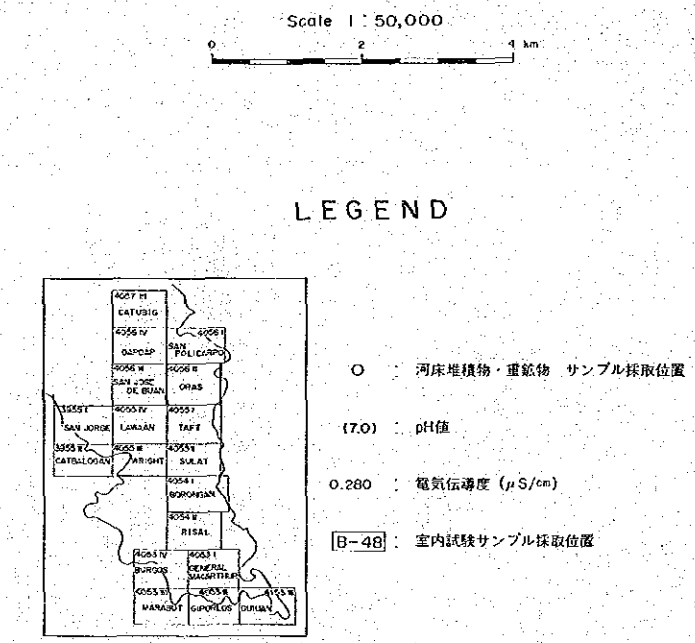 Scale 1 : 50,000
0 2 4 km
LEGEND
4057 III
CATUBIG
4056 IV 4056 I
DAPDAP SAN POLICARPO
4056 III 4056 II
SAN JOSE DE BUAN ORAS
3955 I 4055 IV 4055 I
SAN JORGE LAWAAN TAFT
3955 II 4055 III 4055 II
CATBALOGAN WRIGHT SULAT
4054 I
BORONGAN
4054 II
RISAL
4053 IV 4053 I
BURGOS GENERAL MACARTHUR
4053 III 4053 II 4153 III
MARABUT GIPORLOS GUIUAN
O : 河床堆積物・重鉱物 サンプル採取位置
(7.0) : pH値
0.280 : 電気伝導度 (μS/cm)
B-48 : 室内試験サンプル採取位置